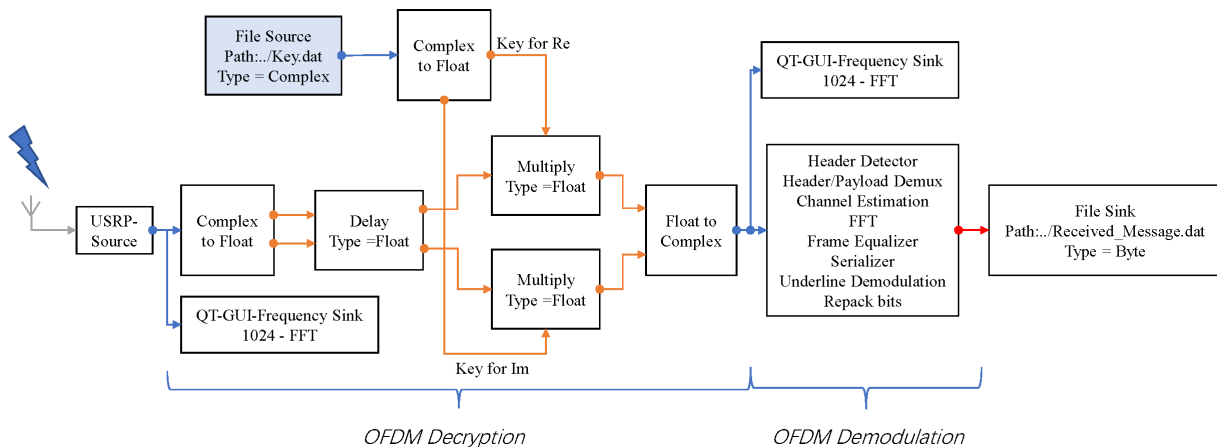 File Source
Path:../Key.dat
Type = Complex
Complex
to Float
Key for Re
QT-GUI-Frequency Sink
1024 - FFT
USRP-
Source
Complex
to Float
Delay
Type =Float
Multiply
Type =Float
Multiply
Type =Float
Float to
Complex
Header Detector
Header/Payload Demux
Channel Estimation
FFT
Frame Equalizer
Serializer
Underline Demodulation
Repack bits
File Sink
Path:../Received_Message.dat
Type = Byte
QT-GUI-Frequency Sink
1024 - FFT
Key for Im
OFDM Decryption
OFDM Demodulation